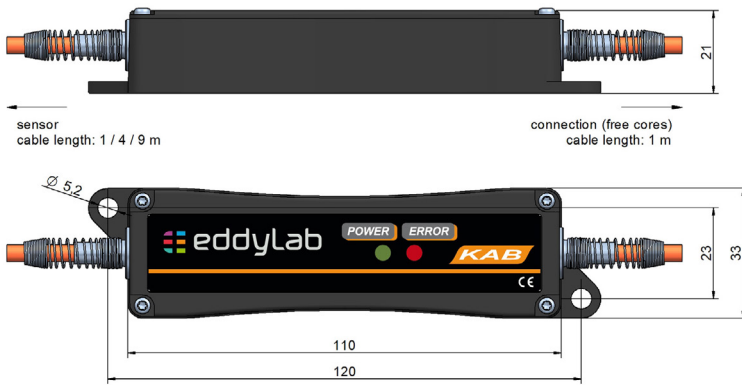 21
sensor
cable length: 1 / 4 / 9 m
connection (free cores)
cable length: 1 m
Ø 5,2
eddylab
POWER
ERROR
KAB
CE
23
33
110
120